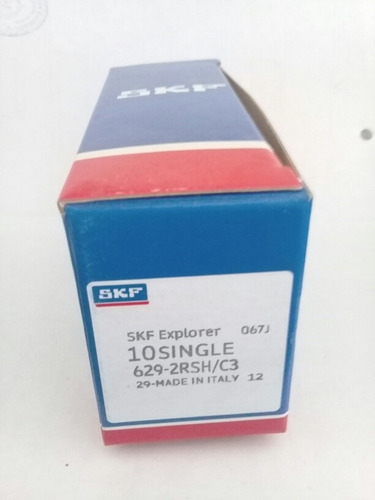 SKF
SKF
SKF Explorer 067J
10SINGLE
629-2RSH/C3
29-MADE IN ITALY 12